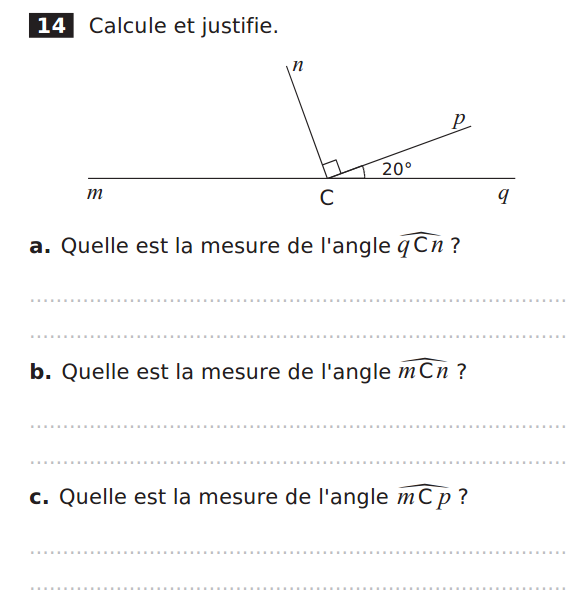 14 Calcule et justifie.
n
p
20°
m
C
q
a. Quelle est la mesure de l'angle qCn ?
b. Quelle est la mesure de l'angle mCn ?
c. Quelle est la mesure de l'angle mCp ?